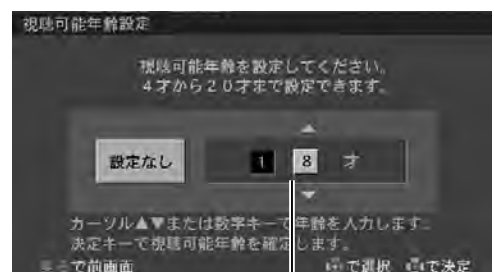 視聴可能年齢設定
視聴可能年齢を設定してください。
4才から20才まで設定できます。
設定なし 1 8 才
カーソル▲▼または数字キーで年齢を入力します。
決定キーで視聴可能年齢を確定します。
で前画面 で選択 で決定